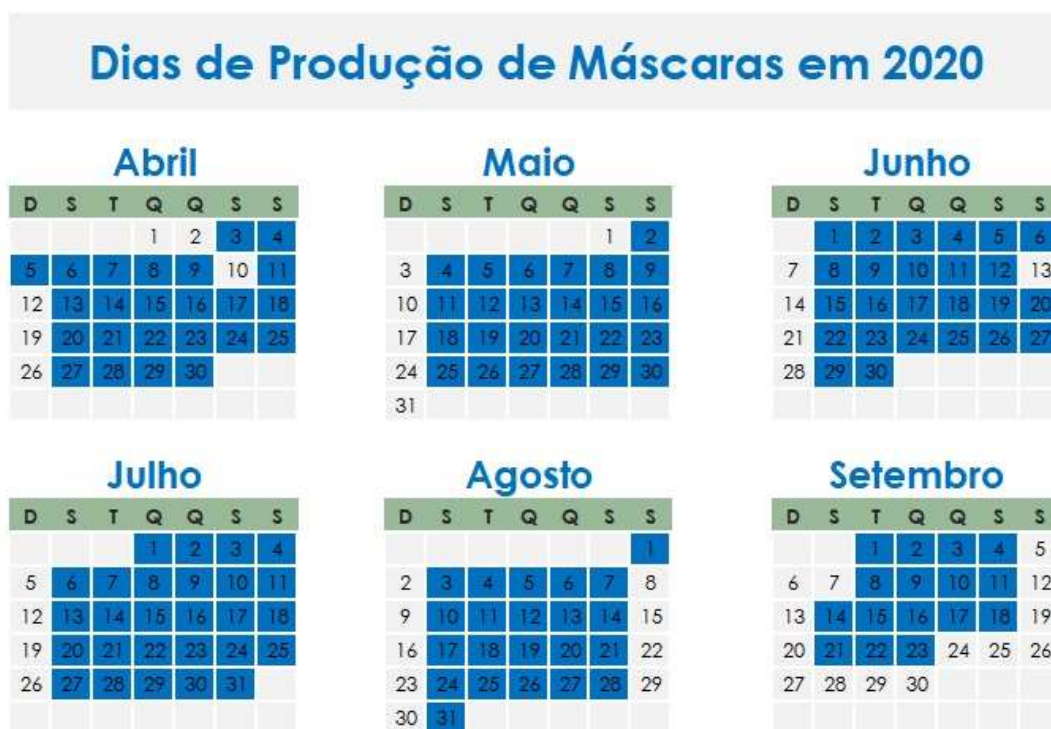 Dias de Produção de Máscaras em 2020
Abril
D S T Q Q S S
1 2 3 4
5 6 7 8 9 10 11
12 13 14 15 16 17 18
19 20 21 22 23 24 25
26 27 28 29 30
Maio
D S T Q Q S S
1 2
3 4 5 6 7 8 9
10 11 12 13 14 15 16
17 18 19 20 21 22 23
24 25 26 27 28 29 30
31
Junho
D S T Q Q S S
1 2 3 4 5 6
7 8 9 10 11 12 13
14 15 16 17 18 19 20
21 22 23 24 25 26 27
28 29 30
Julho
D S T Q Q S S
1 2 3 4
5 6 7 8 9 10 11
12 13 14 15 16 17 18
19 20 21 22 23 24 25
26 27 28 29 30 31
Agosto
D S T Q Q S S
1
2 3 4 5 6 7 8
9 10 11 12 13 14 15
16 17 18 19 20 21 22
23 24 25 26 27 28 29
30 31
Setembro
D S T Q Q S S
1 2 3 4 5
6 7 8 9 10 11 12
13 14 15 16 17 18 19
20 21 22 23 24 25 26
27 28 29 30